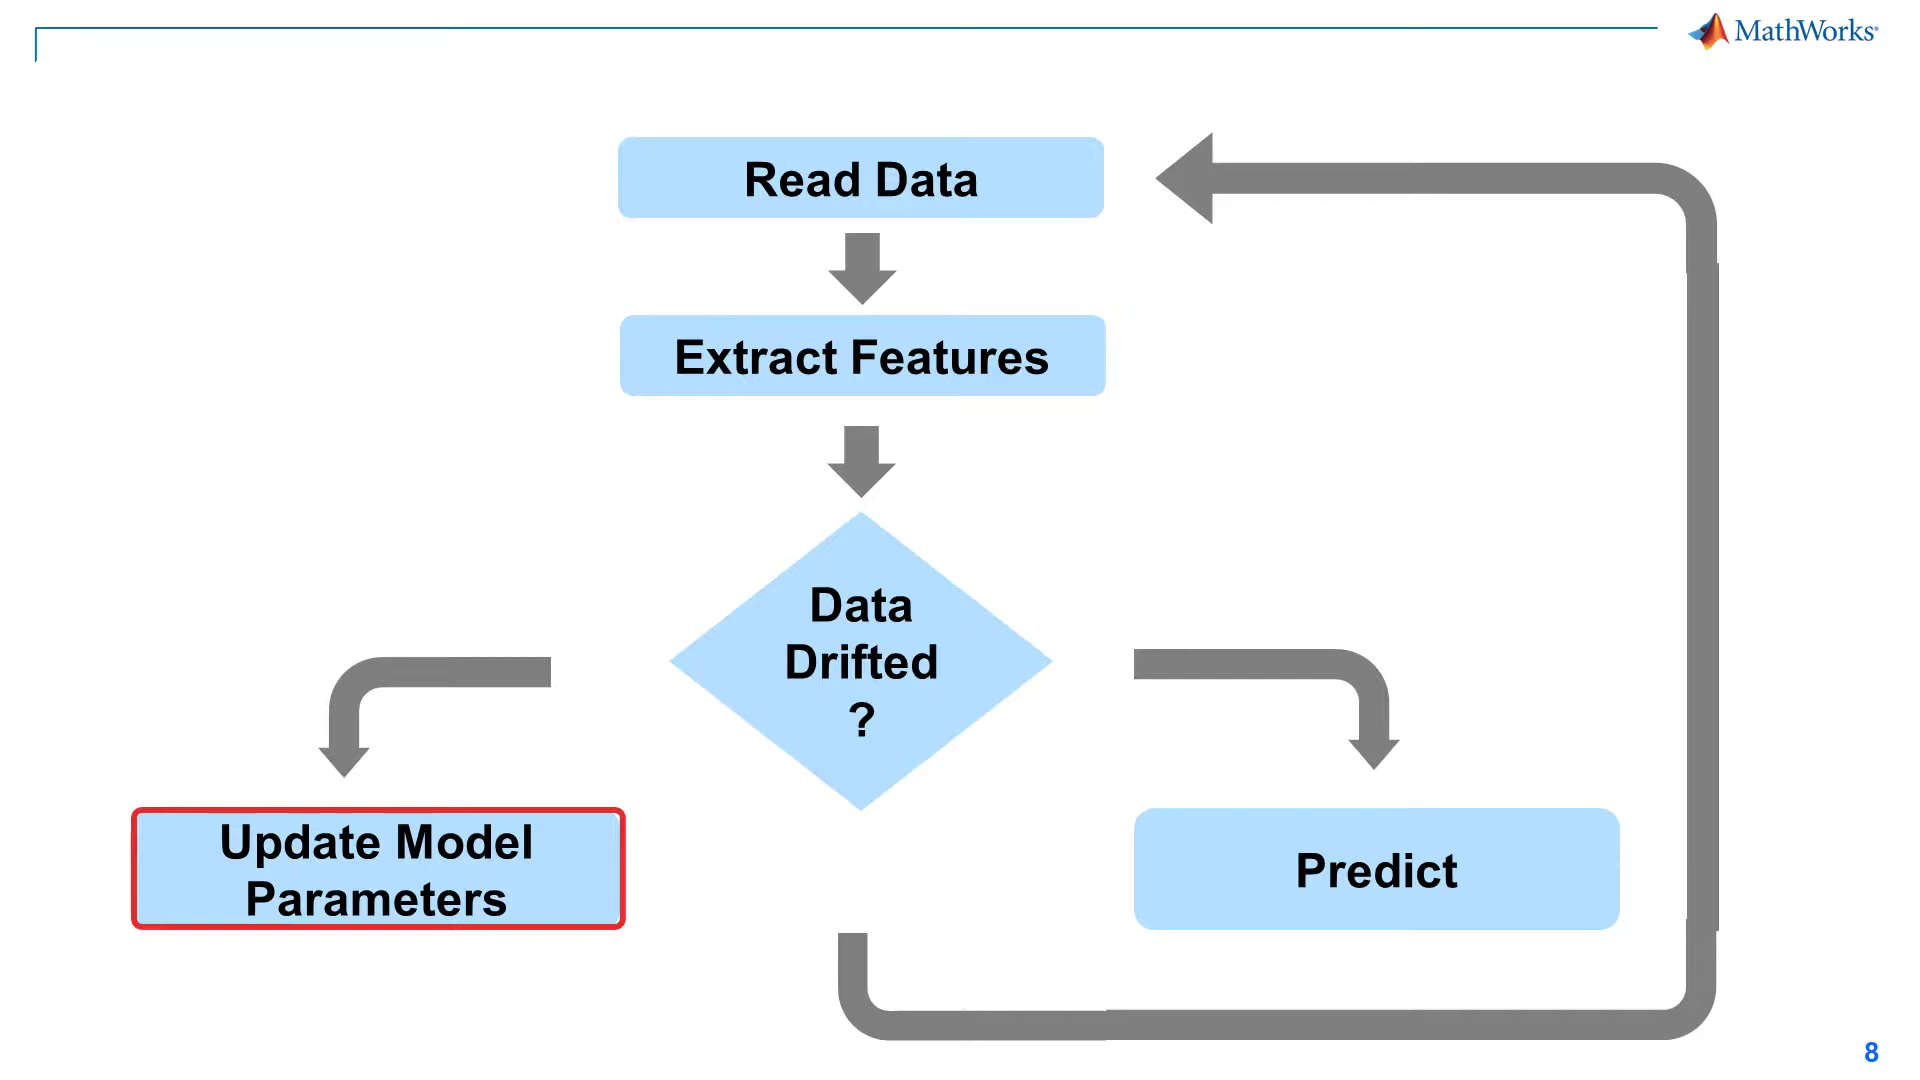 MathWorks®
Read Data
Extract Features
Data
Drifted
?
Update Model
Parameters
Predict
8